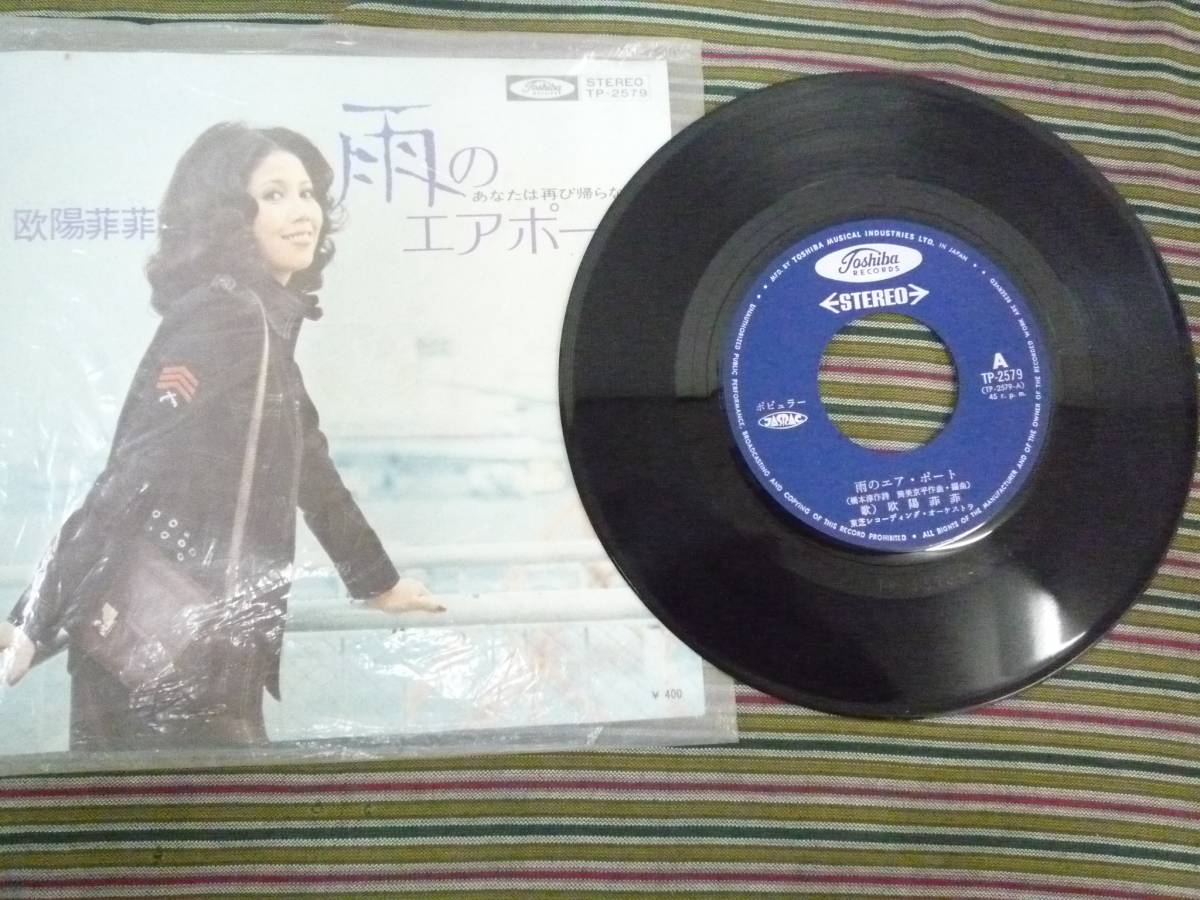 Toshiba
RECORDS
STEREO
TP-2579
雨の
あなたは再び帰らな
エアポー
欧陽菲菲
¥ 400
MFD. BY TOSHIBA MUSICAL INDUSTRIES LTD. IN JAPAN
Toshiba
RECORDS
STEREO
A
TP-2579
(TP-2579-A)
45 r.p.m.
ポピュラー
JASRAC
雨のエア・ポート
(橋本淳作詩 筒美京平作曲・編曲)
歌) 欧陽菲菲
東芝レコーディング・オーケストラ
UNAUTHORIZED PUBLIC PERFORMANCE, BROADCASTING AND COPYING OF THIS RECORD PROHIBITED • ALL RIGHTS OF THE MANUFACTURER AND OF THE OWNER OF THE RECORDED WORK ARE RESERVED